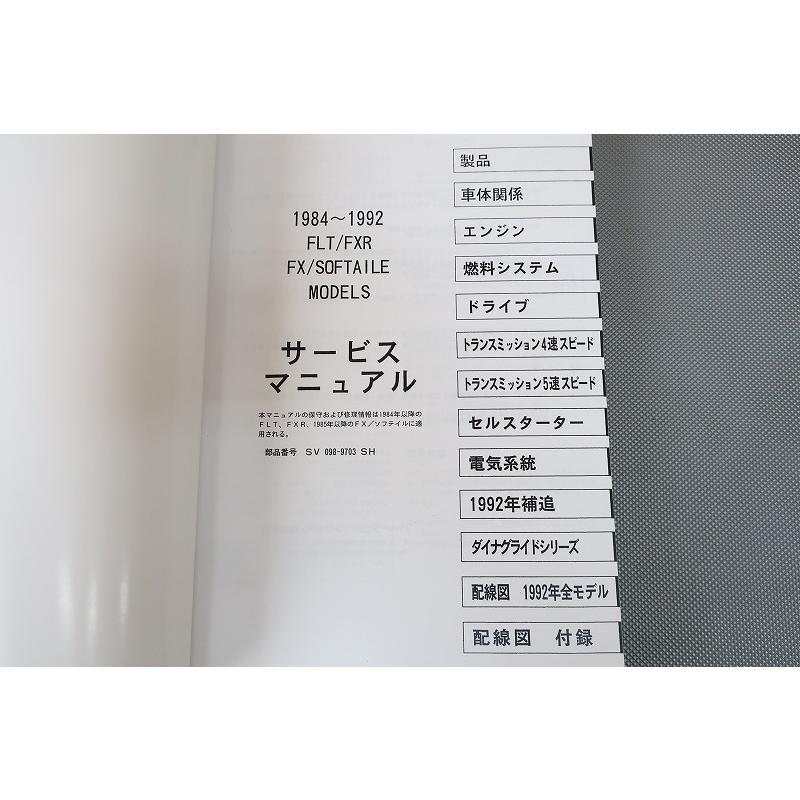 1984～1992
FLT/FXR
FX/SOFTAILE
MODELS
サービス
マニュアル
本マニュアルの保守および修理情報は1984年以降の
ＦＬＴ、ＦＸＲ、1985年以降のＦＸ／ソフテイルに適
用される。
部品番号 SV 098-9703 SH
製品
車体関係
エンジン
燃料システム
ドライブ
トランスミッション4速スピード
トランスミッション5速スピード
セルスターター
電気系統
1992年補追
ダイナグライドシリーズ
配線図 1992年全モデル
配線図 付録